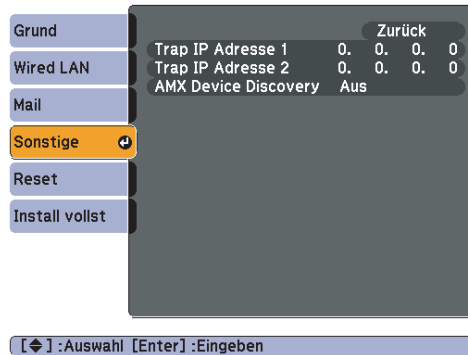 Grund
Wired LAN
Mail
Sonstige
Reset
Install vollst
Zurück
Trap IP Adresse 1 0. 0. 0. 0
Trap IP Adresse 2 0. 0. 0. 0
AMX Device Discovery Aus
[◆] :Auswahl [Enter] :Eingeben